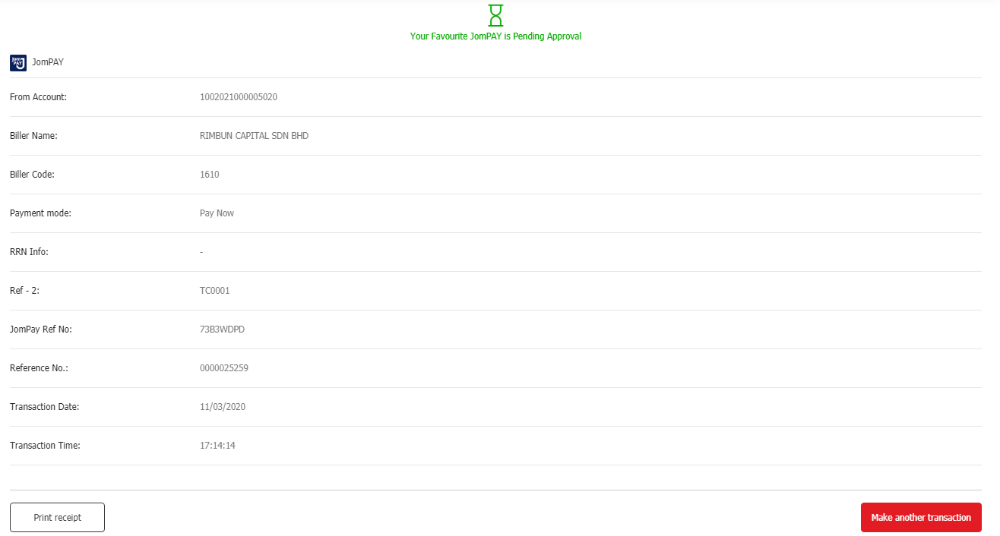 Your Favourite JomPAY is Pending Approval
Jom
PAY
JomPAY
From Account: 1002021000005020
Biller Name: RIMBUN CAPITAL SDN BHD
Biller Code: 1610
Payment mode: Pay Now
RRN Info: -
Ref - 2: TC0001
JomPay Ref No: 73B3WDPD
Reference No.: 0000025259
Transaction Date: 11/03/2020
Transaction Time: 17:14:14
Print receipt Make another transaction